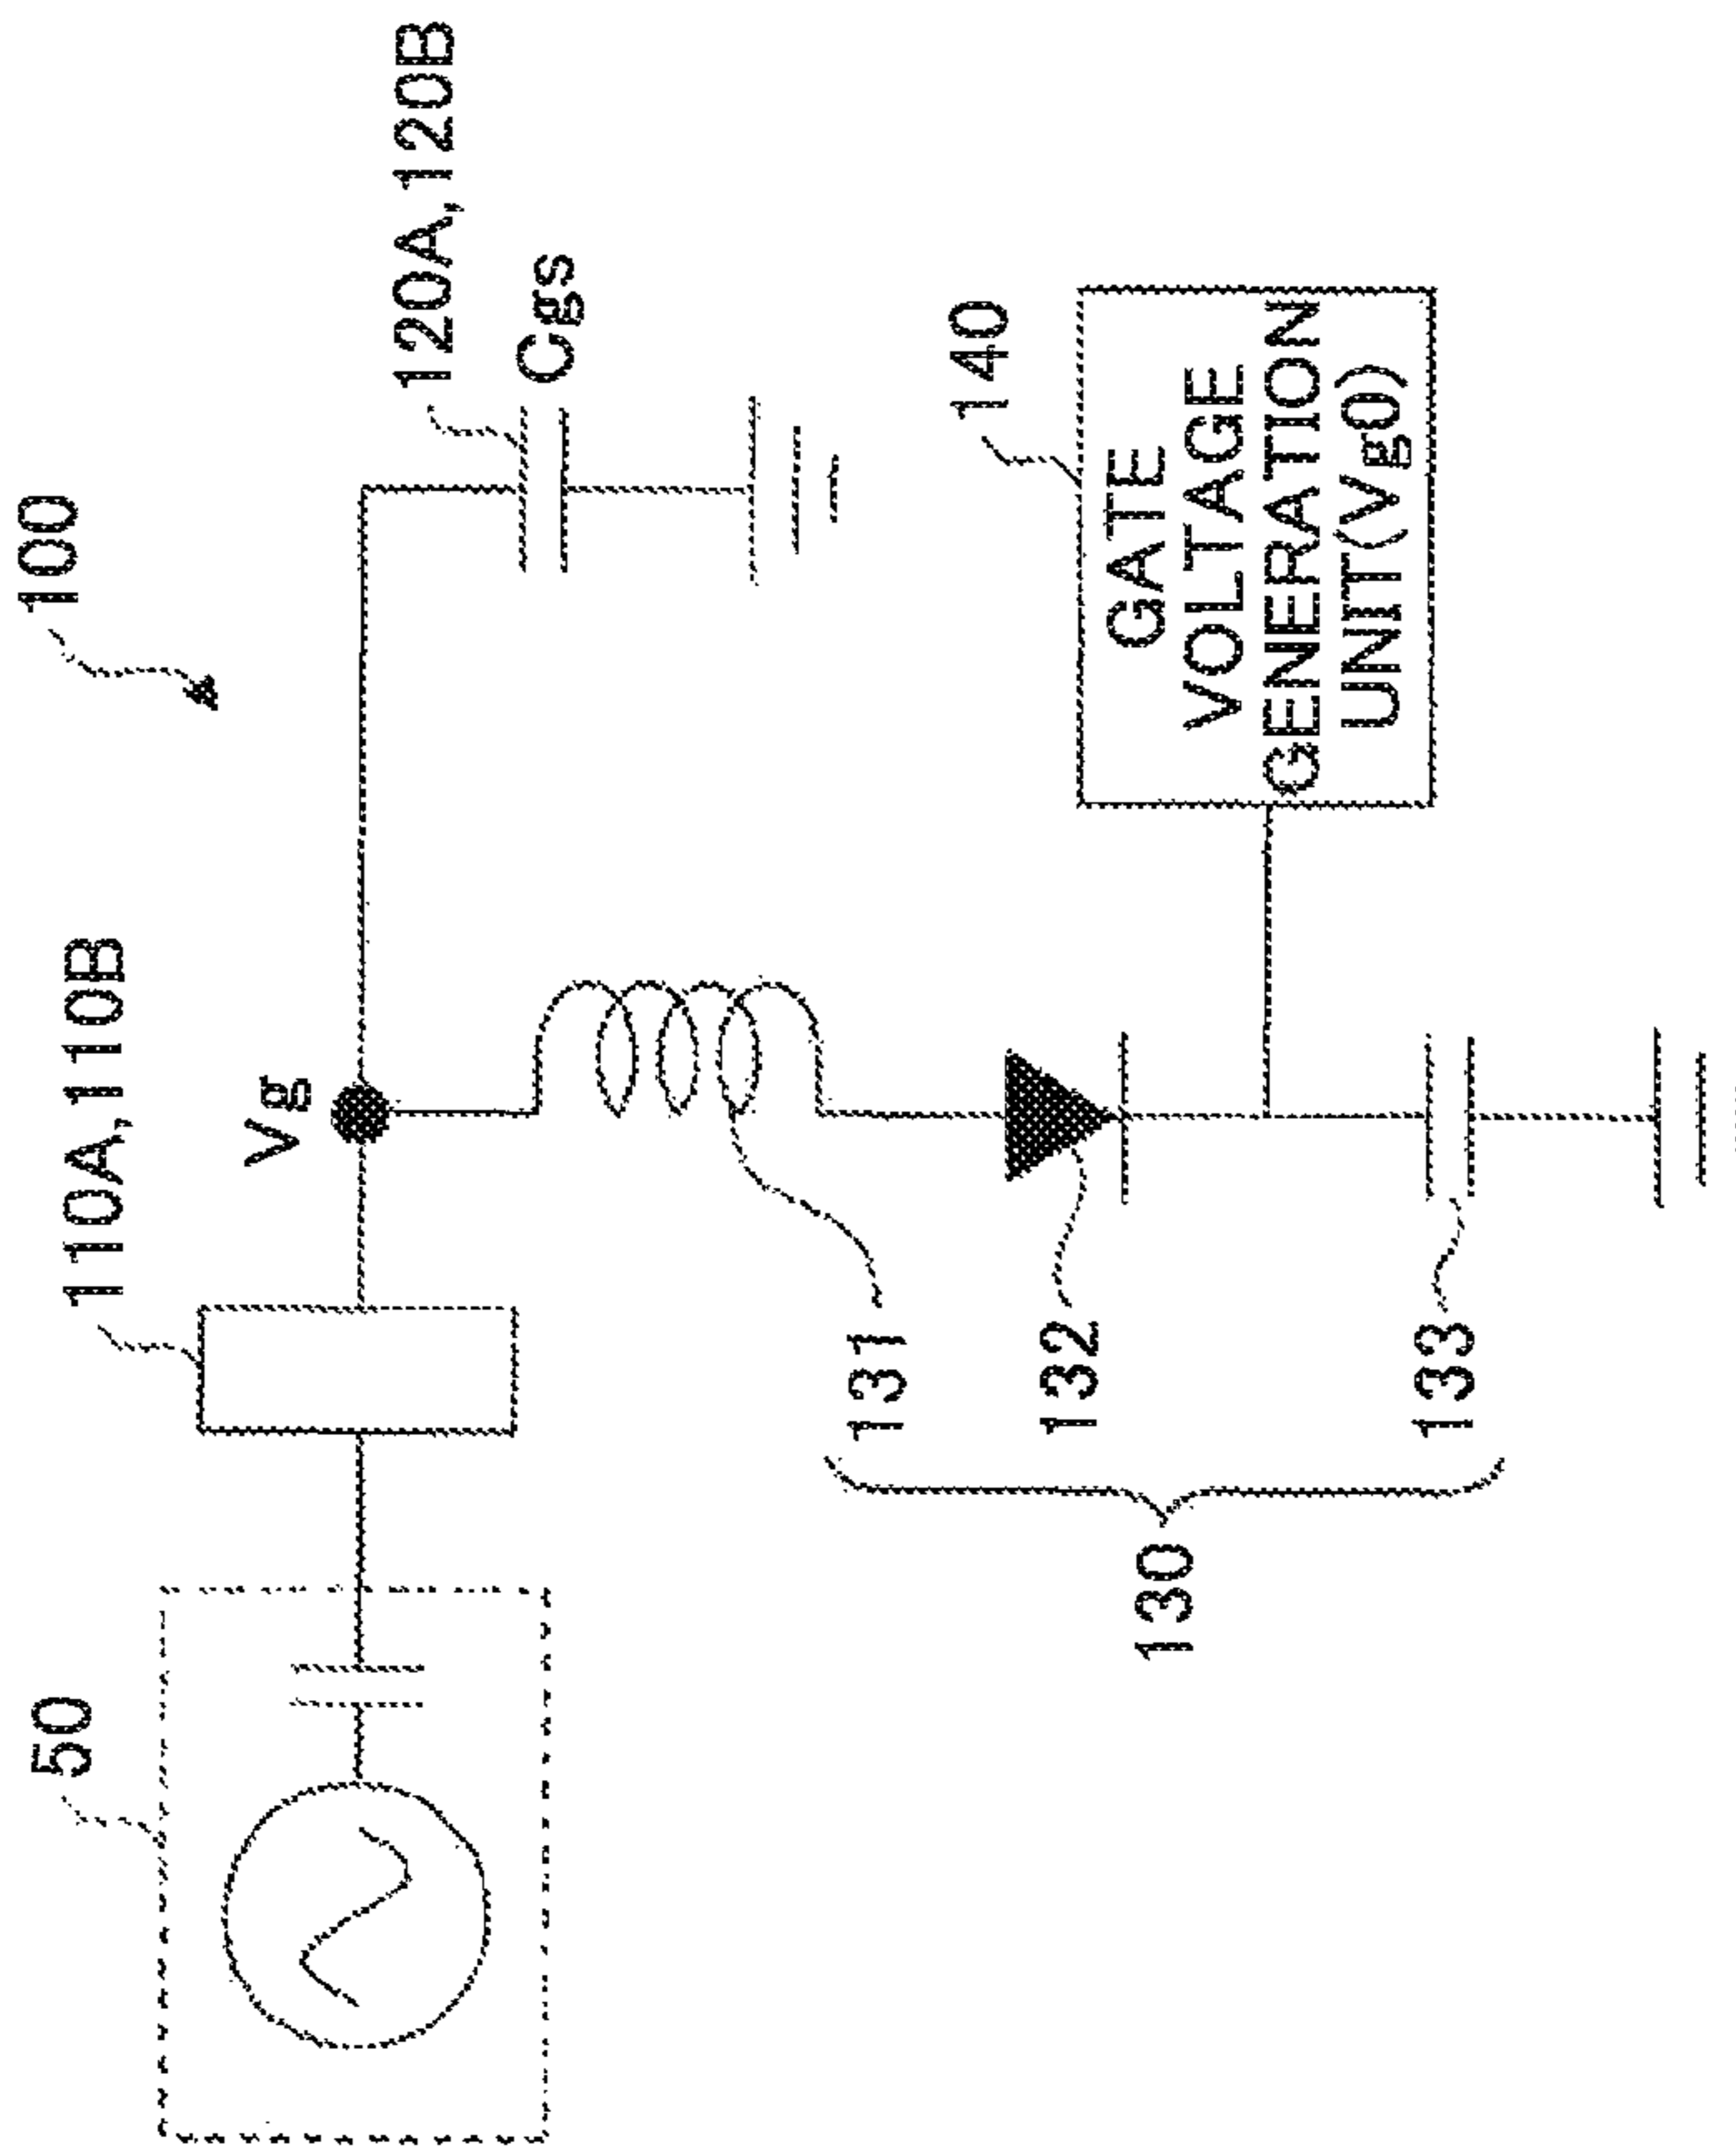 100
50
110A,110B
Vg
120A,120B
Cgs
131
132
133
130
140
GATE
VOLTAGE
GENERATION
UNIT(Vg0)